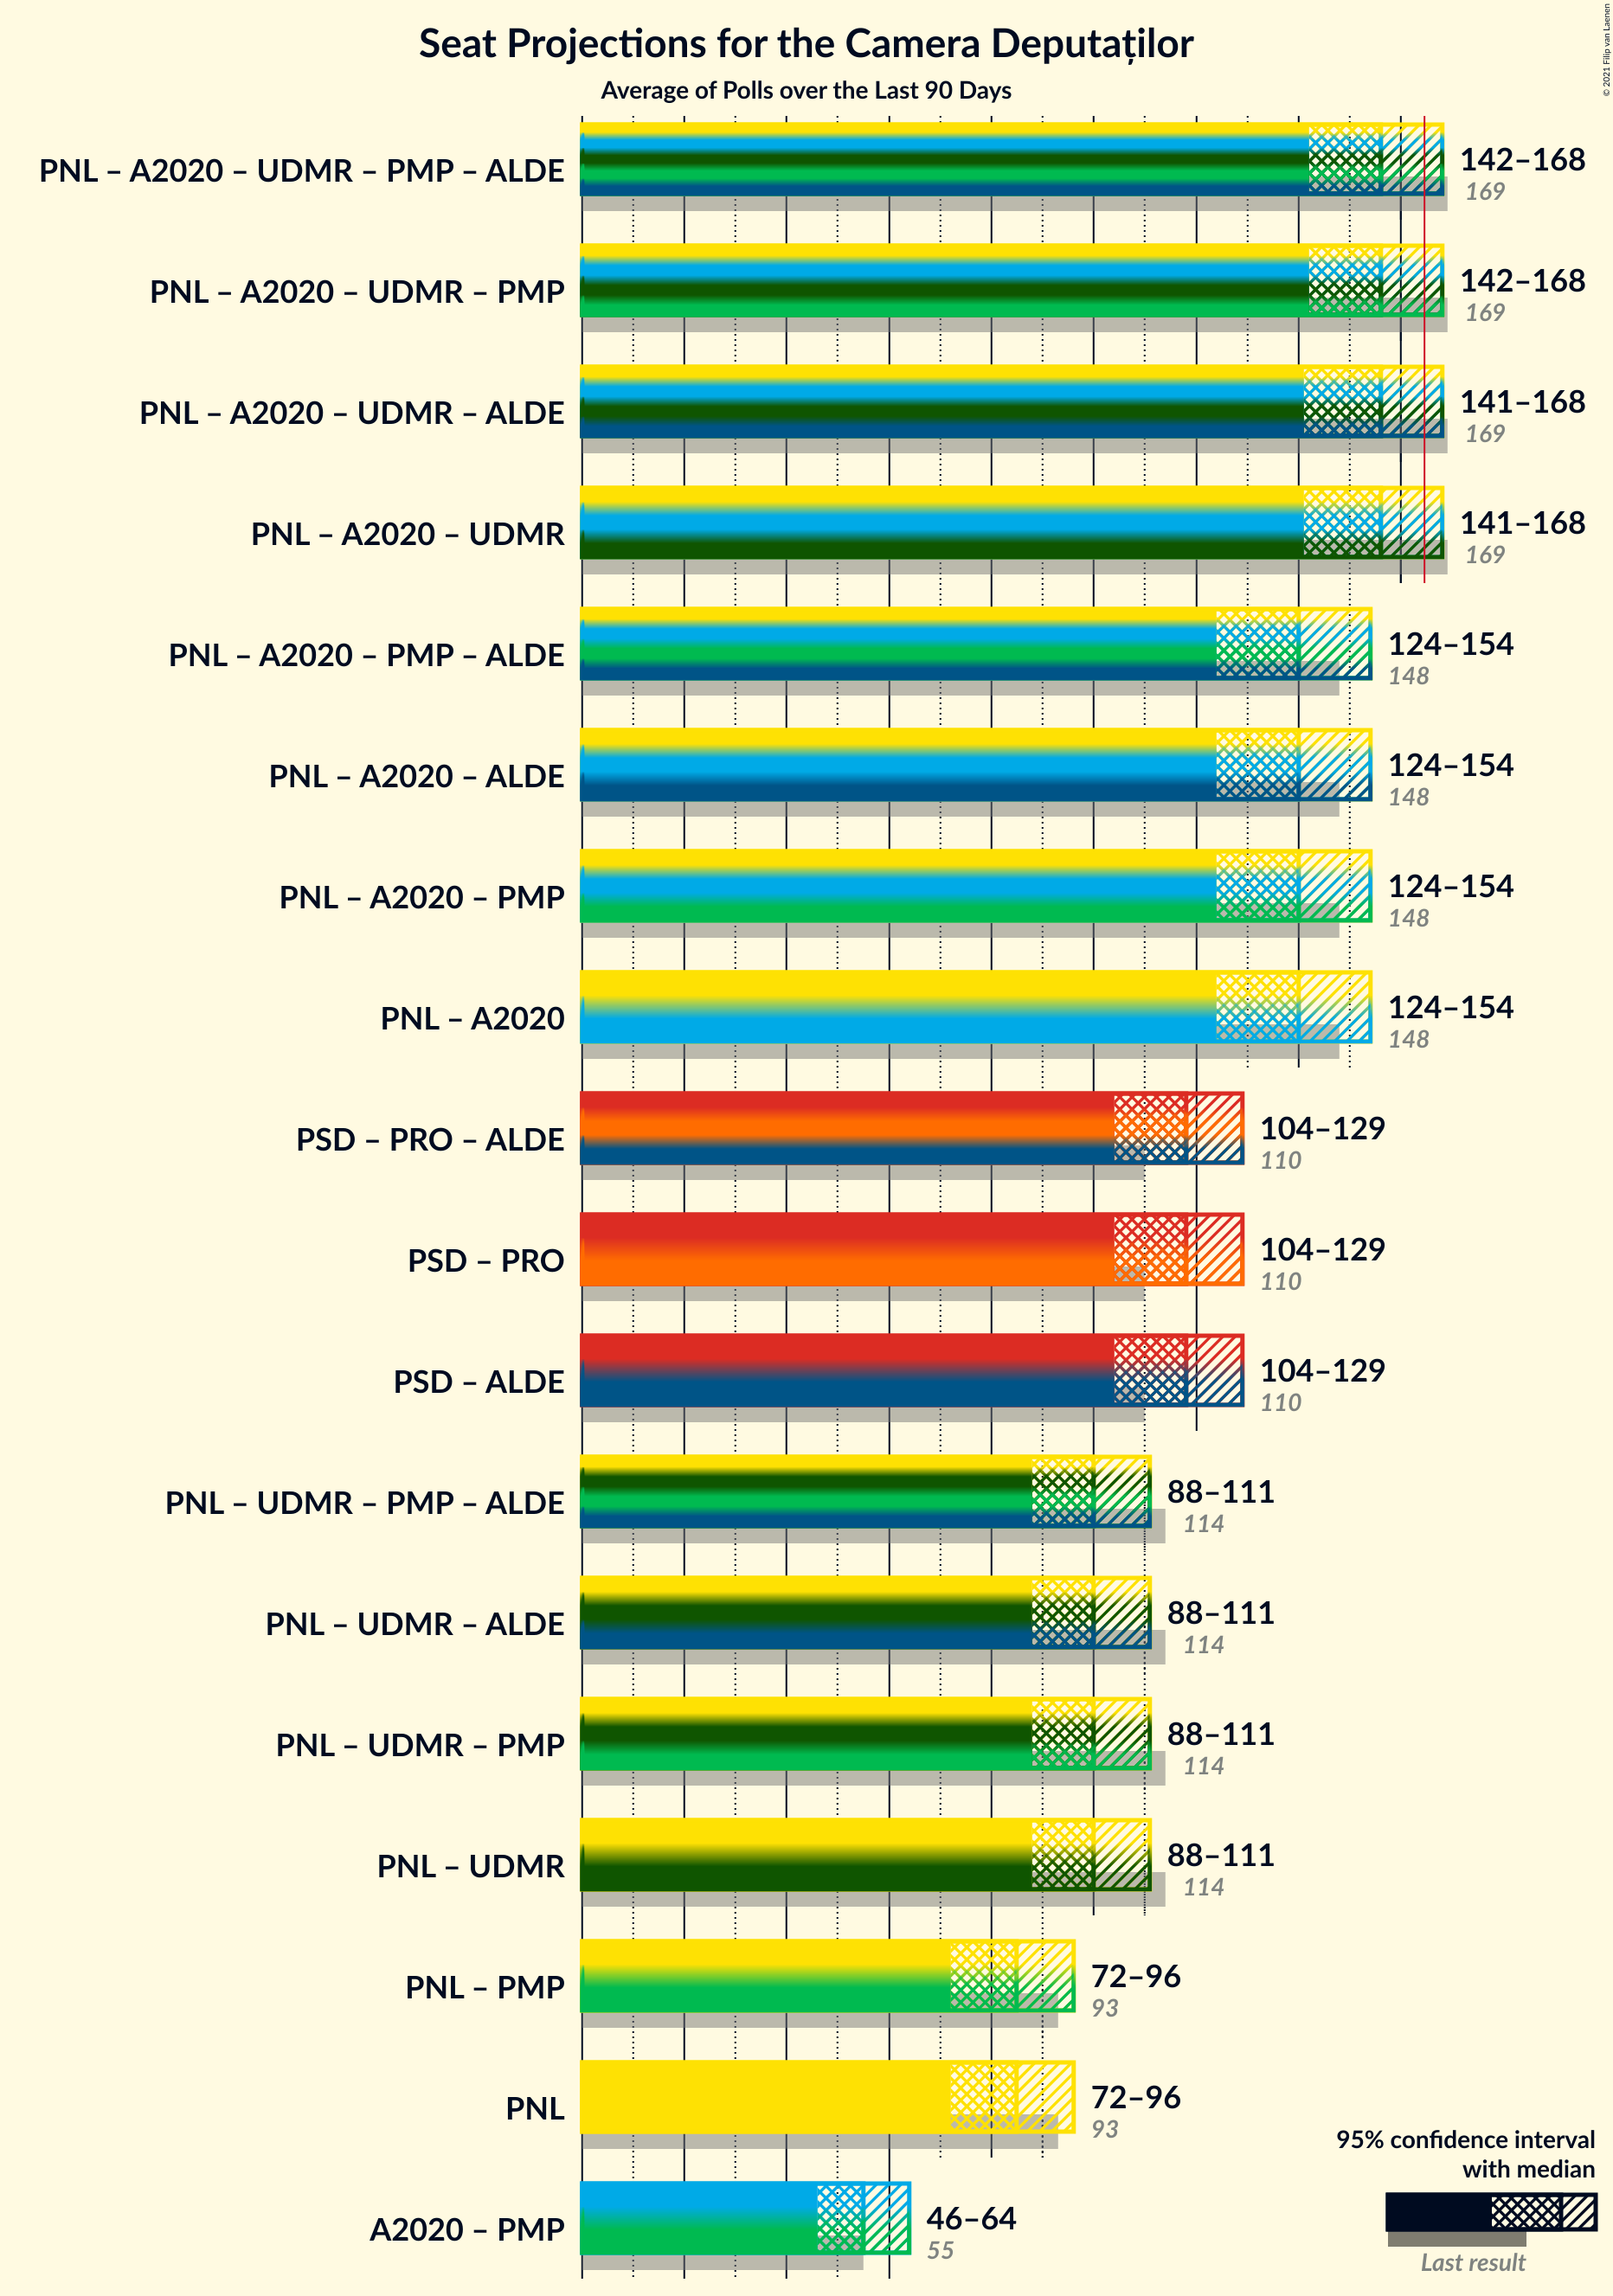 Seat Projections for the Camera Deputaților
Average of Polls over the Last 90 Days
© 2021 Filip van Laenen
PNL – A2020 – UDMR – PMP – ALDE 142–168
169
PNL – A2020 – UDMR – PMP 142–168
169
PNL – A2020 – UDMR – ALDE 141–168
169
PNL – A2020 – UDMR 141–168
169
PNL – A2020 – PMP – ALDE 124–154
148
PNL – A2020 – ALDE 124–154
148
PNL – A2020 – PMP 124–154
148
PNL – A2020 124–154
148
PSD – PRO – ALDE 104–129
110
PSD – PRO 104–129
110
PSD – ALDE 104–129
110
PNL – UDMR – PMP – ALDE 88–111
114
PNL – UDMR – ALDE 88–111
114
PNL – UDMR – PMP 88–111
114
PNL – UDMR 88–111
114
PNL – PMP 72–96
93
PNL 72–96
93
A2020 – PMP 46–64
55
95% confidence interval
with median
Last result